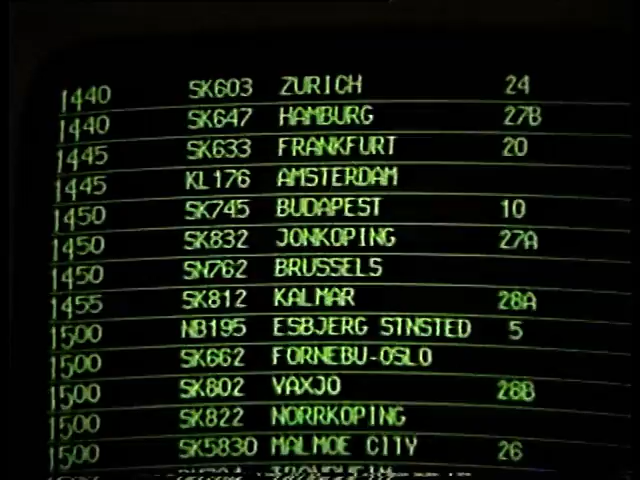 1440 SK603 ZURICH 24
1440 SK647 HAMBURG 27B
1445 SK633 FRANKFURT 20
1445 KL176 AMSTERDAM
1450 SK745 BUDAPEST 10
1450 SK832 JONKOPING 27A
1450 SN762 BRUSSELS
1455 SK812 KALMAR 28A
1500 NB195 ESBJERG STNSTED 5
1500 SK662 FORNEBU-OSLO
1500 SK802 VAXJO 28B
1500 SK822 NORRKOPING
1500 SK5830 MALMOE CITY 26